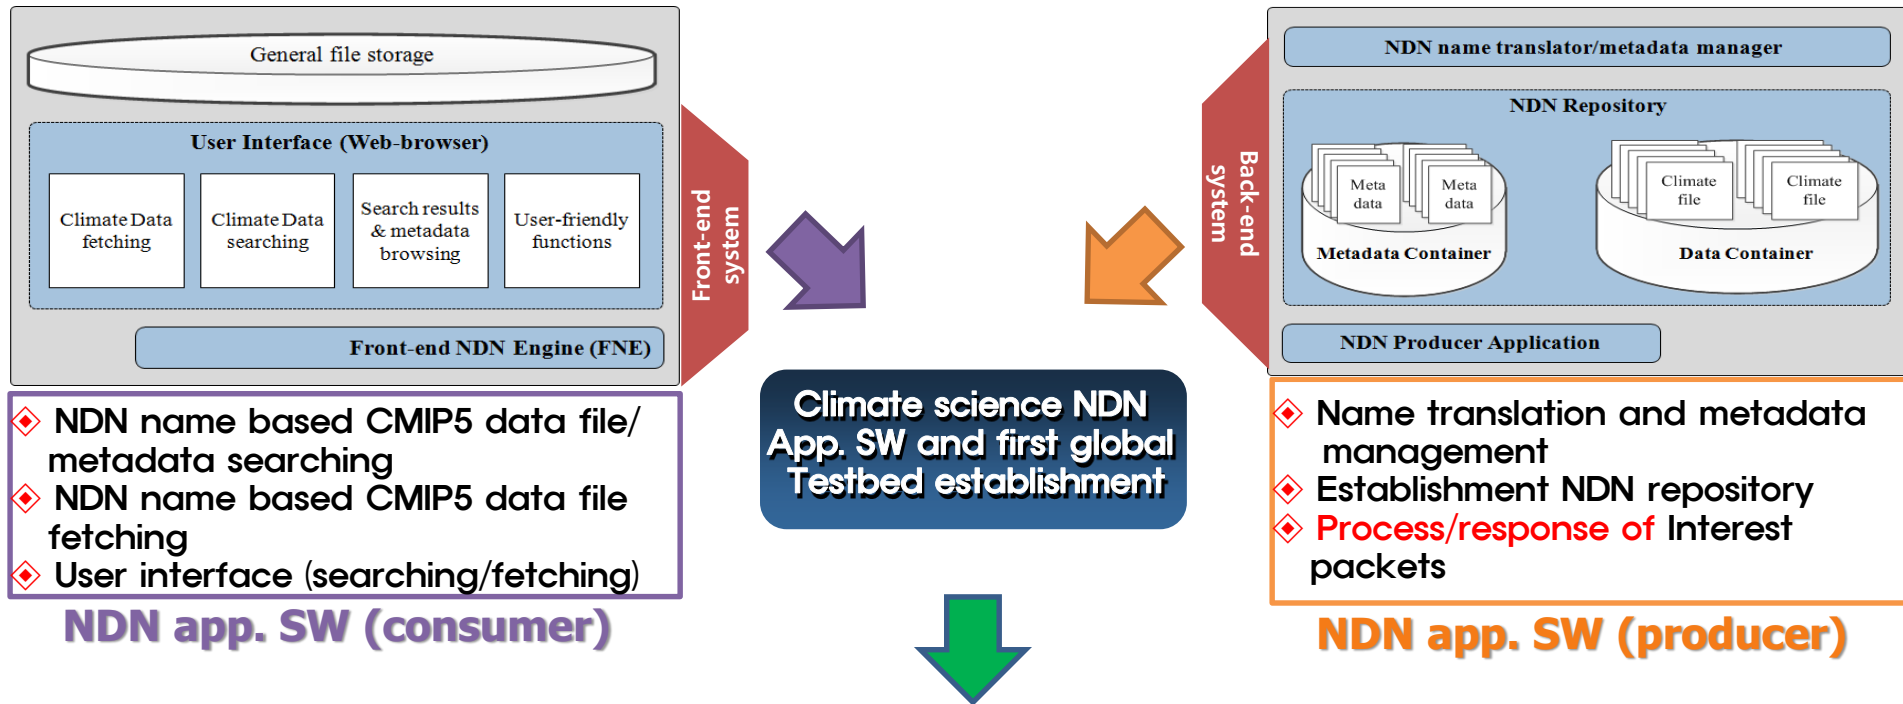 General file storage
User Interface (Web-browser)
Climate Data
fetching
Climate Data
searching
Search results
& metadata
browsing
User-friendly
functions
Front-end NDN Engine (FNE)
Front-end
system
NDN name based CMIP5 data file/
metadata searching
NDN name based CMIP5 data file
fetching
User interface (searching/fetching)
NDN app. SW (consumer)
Climate science NDN
App. SW and first global
Testbed establishment
Back-end
system
NDN name translator/metadata manager
NDN Repository
Meta
data
Meta
data
Metadata Container
Climate
file
Climate
file
Data Container
NDN Producer Application
Name translation and metadata
management
Establishment NDN repository
Process/response of Interest
packets
NDN app. SW (producer)